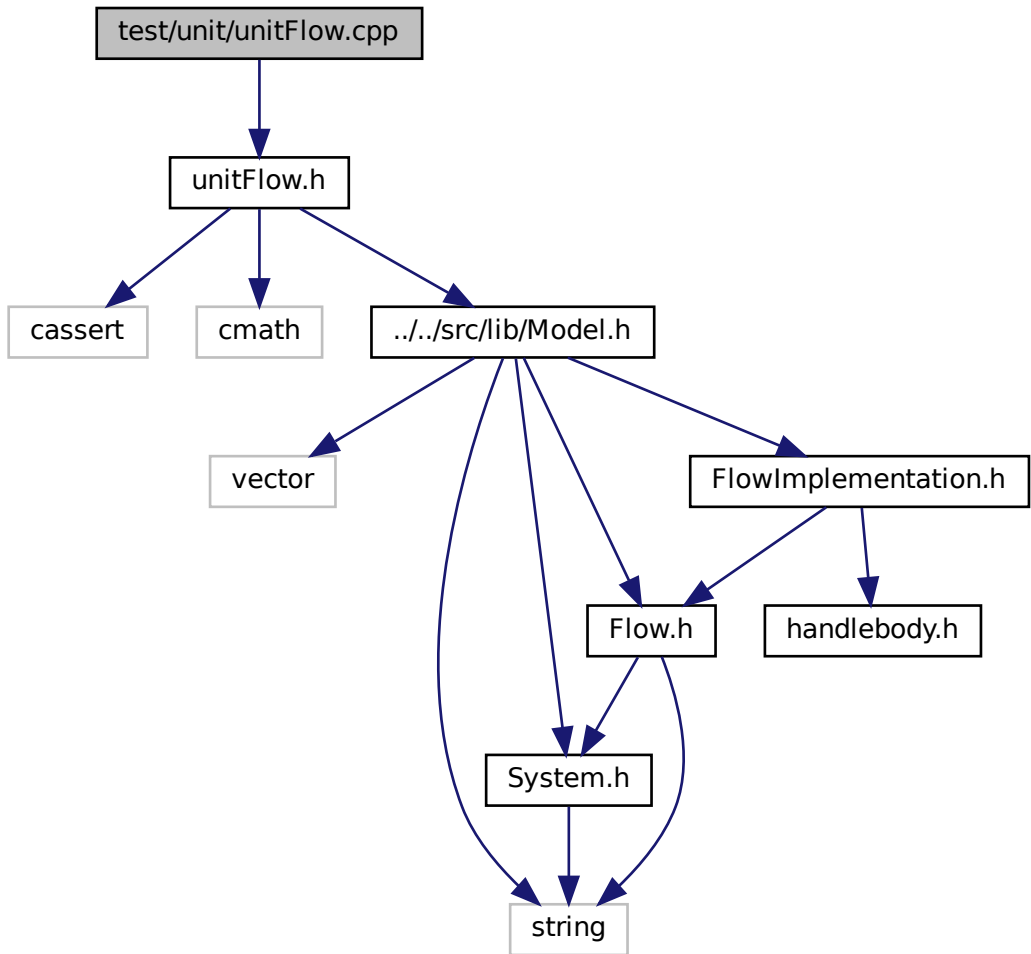 test/unit/unitFlow.cpp
unitFlow.h
cassert
cmath
../../src/lib/Model.h
vector
FlowImplementation.h
Flow.h
handlebody.h
System.h
string